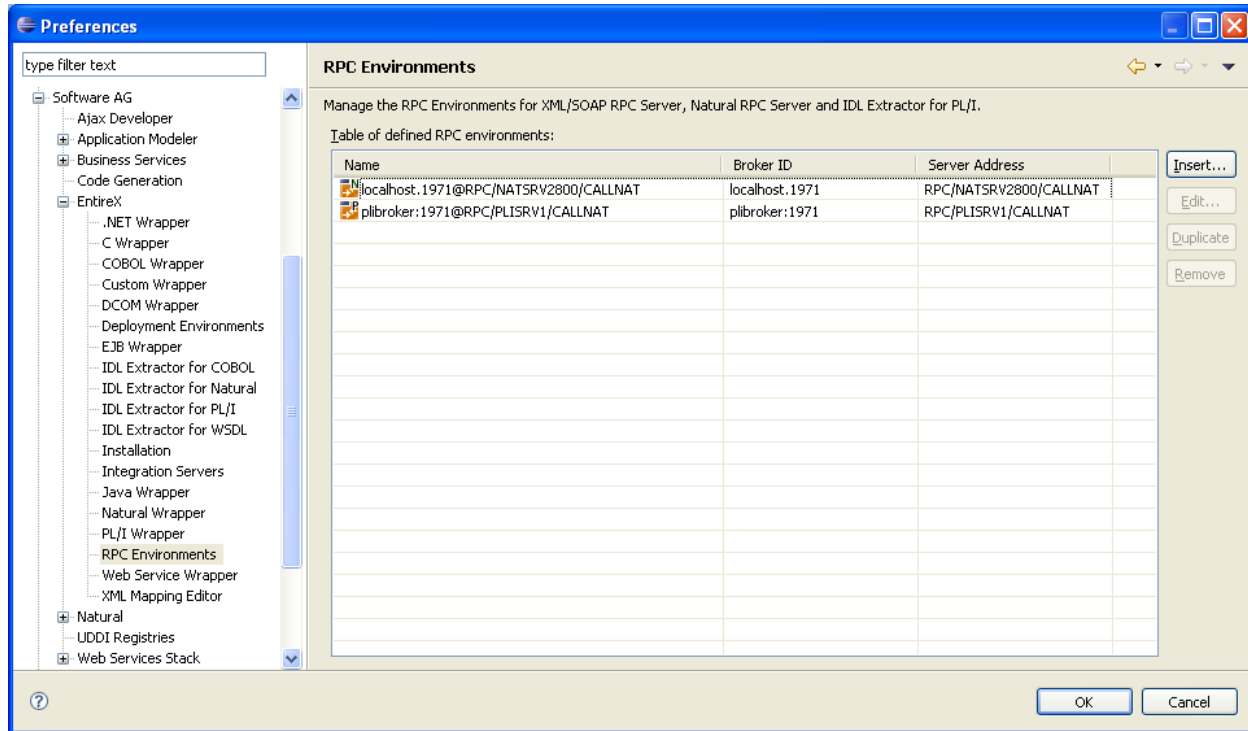 Preferences
type filter text
Software AG
Ajax Developer
Application Modeler
Business Services
Code Generation
EntireX
.NET Wrapper
C Wrapper
COBOL Wrapper
Custom Wrapper
DCOM Wrapper
Deployment Environments
EJB Wrapper
IDL Extractor for COBOL
IDL Extractor for Natural
IDL Extractor for PL/I
IDL Extractor for WSDL
Installation
Integration Servers
Java Wrapper
Natural Wrapper
PL/I Wrapper
RPC Environments
Web Service Wrapper
XML Mapping Editor
Natural
UDDI Registries
Web Services Stack
RPC Environments
Manage the RPC Environments for XML/SOAP RPC Server, Natural RPC Server and IDL Extractor for PL/I.
Table of defined RPC environments:
Name Broker ID Server Address
N localhost.1971@RPC/NATSRV2800/CALLNAT localhost.1971 RPC/NATSRV2800/CALLNAT
P plibroker:1971@RPC/PLISRV1/CALLNAT plibroker:1971 RPC/PLISRV1/CALLNAT
Insert...
Edit...
Duplicate
Remove
?
OK Cancel